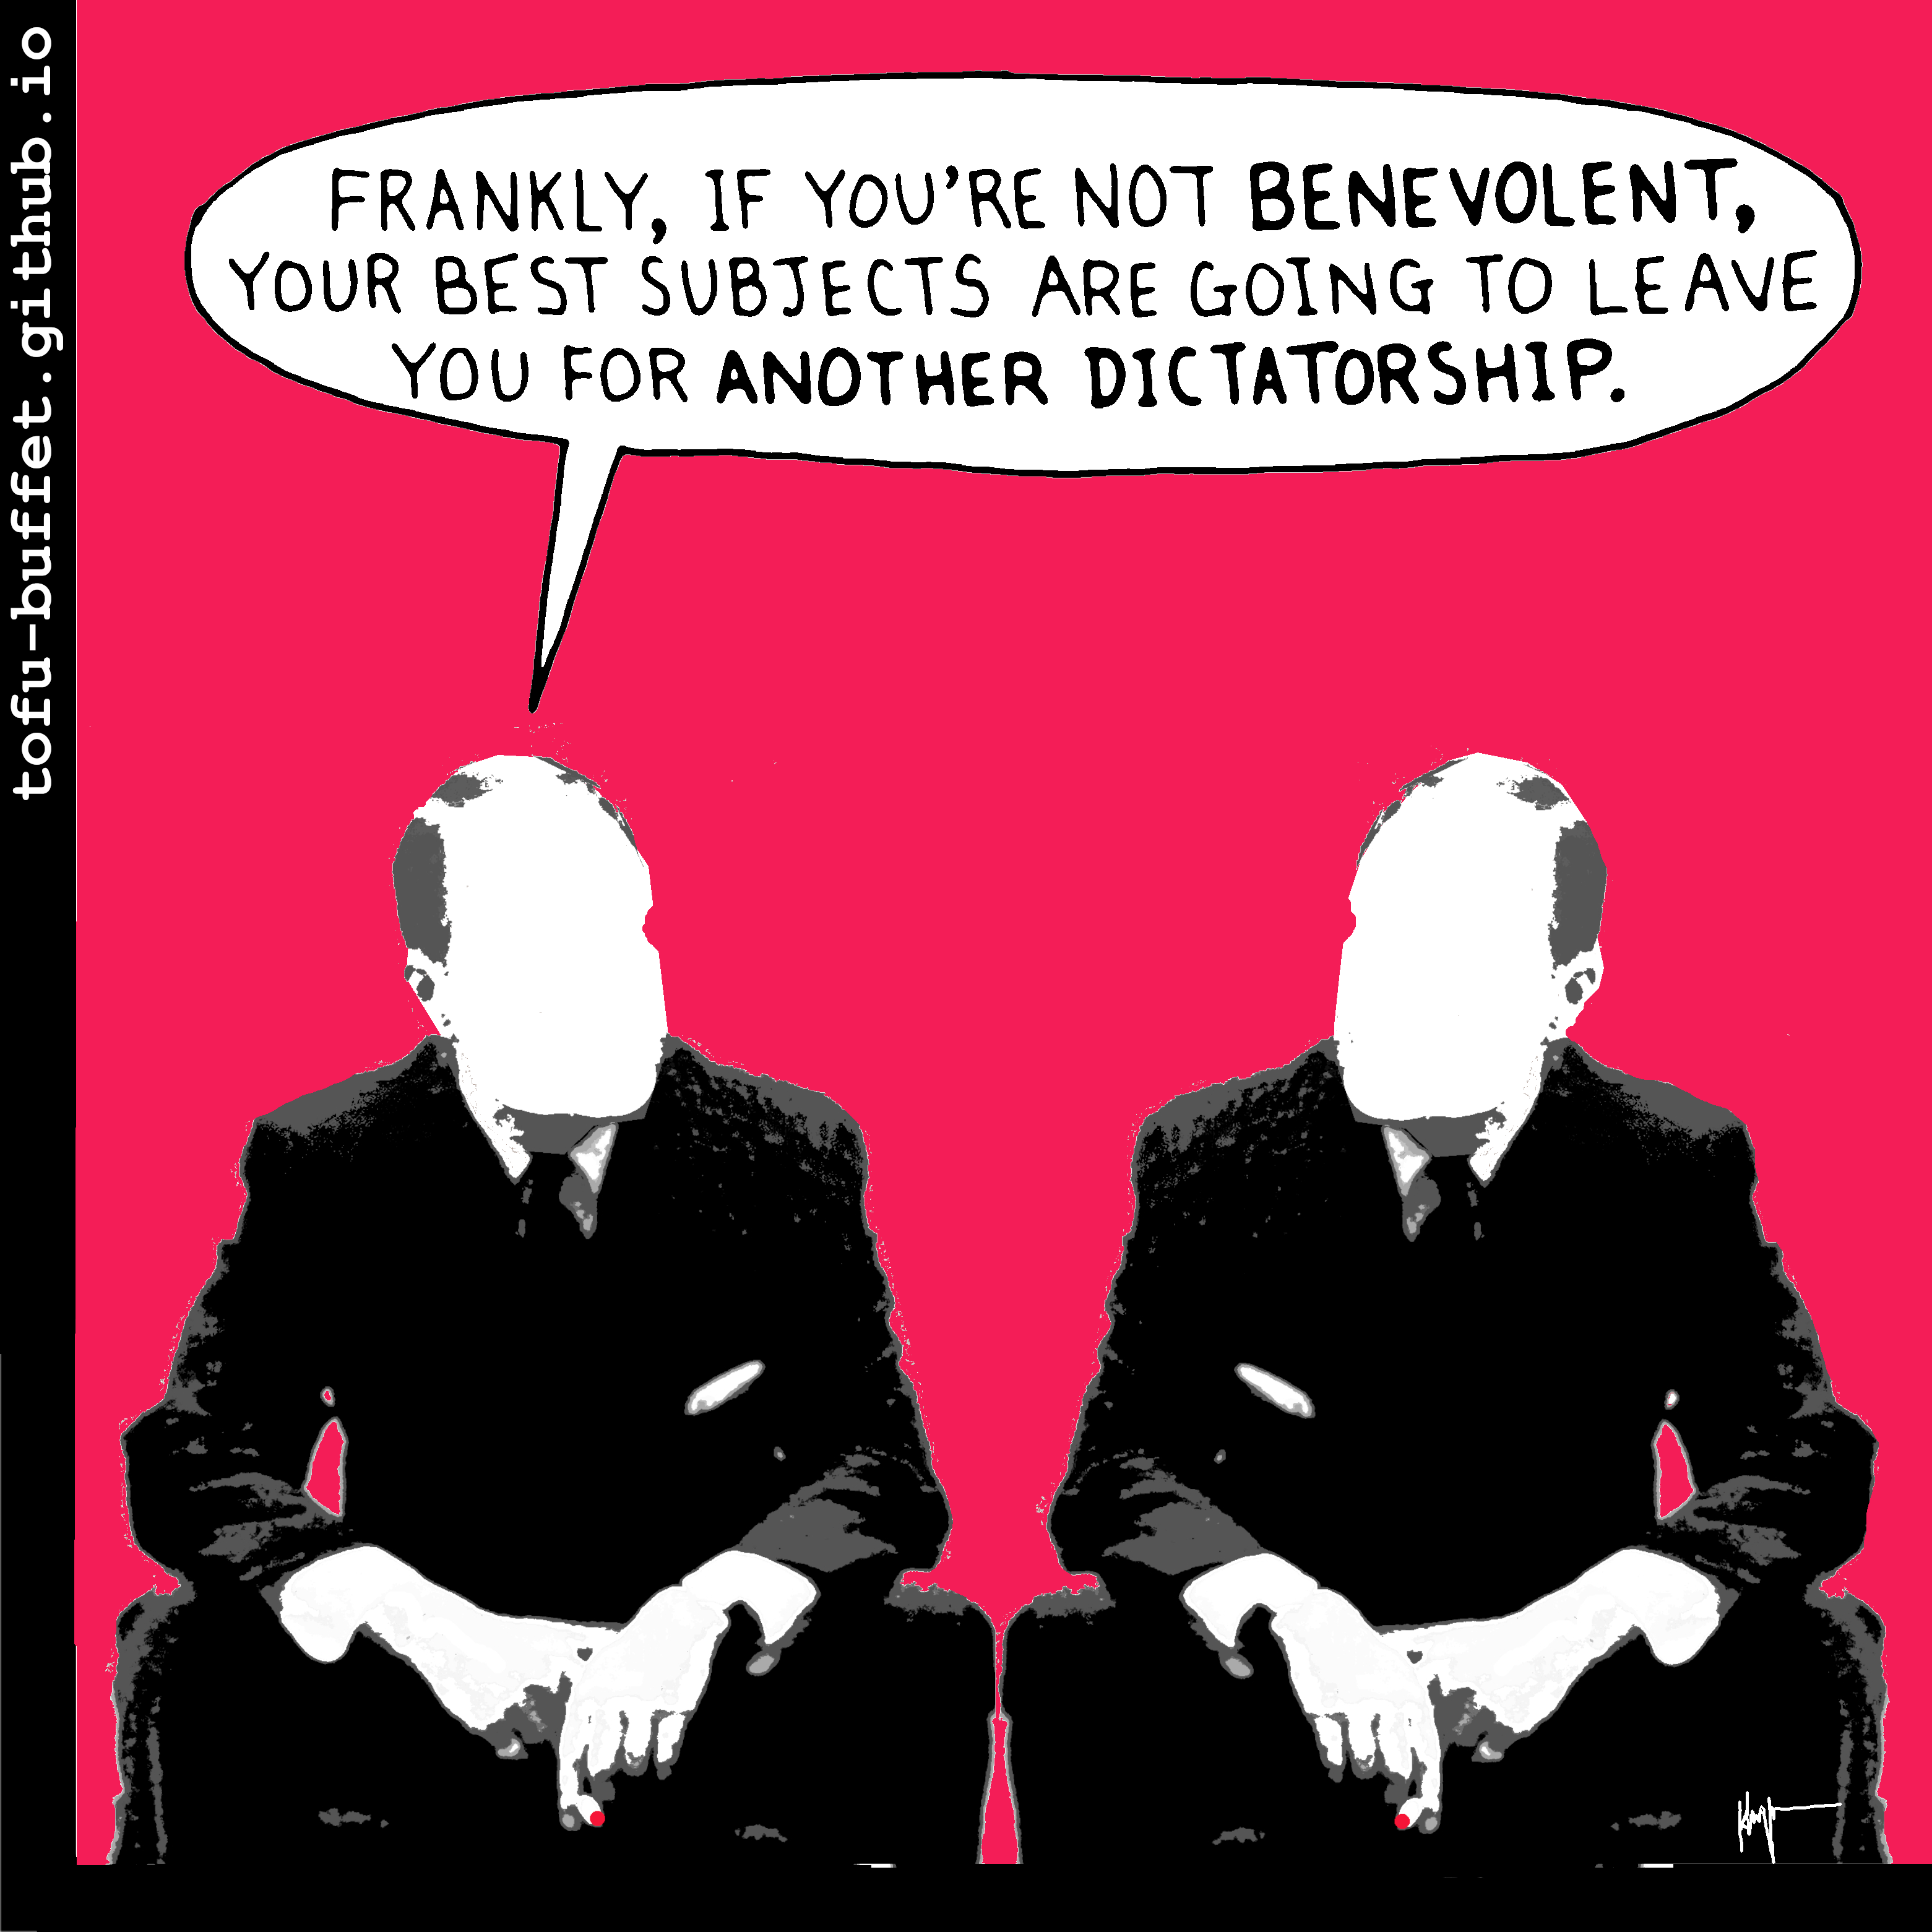 tofu-buffet.github.io
FRANKLY, IF YOU'RE NOT BENEVOLENT,
YOUR BEST SUBJECTS ARE GOING TO LEAVE
YOU FOR ANOTHER DICTATORSHIP.